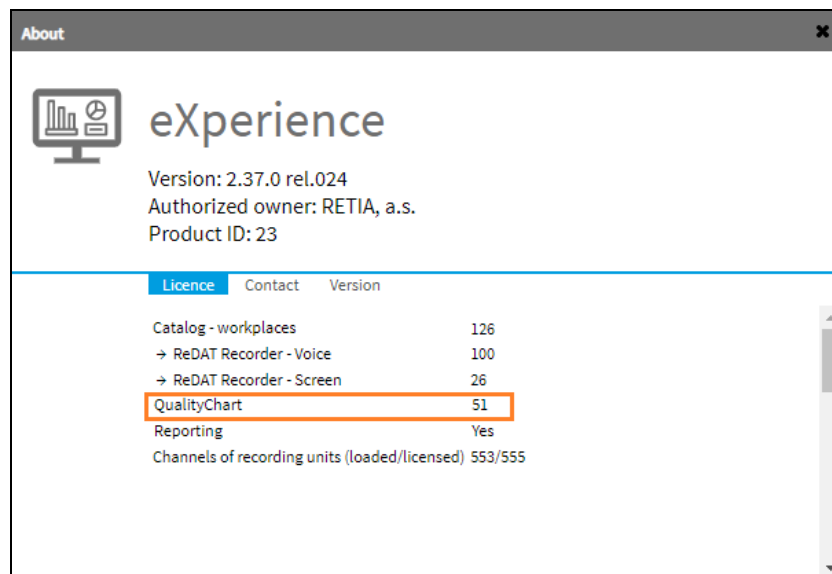 About
eXperience
Version: 2.37.0 rel.024
Authorized owner: RETIA, a.s.
Product ID: 23
Licence Contact Version
Catalog - workplaces 126
→ ReDAT Recorder - Voice 100
→ ReDAT Recorder - Screen 26
QualityChart 51
Reporting Yes
Channels of recording units (loaded/licensed) 553/555